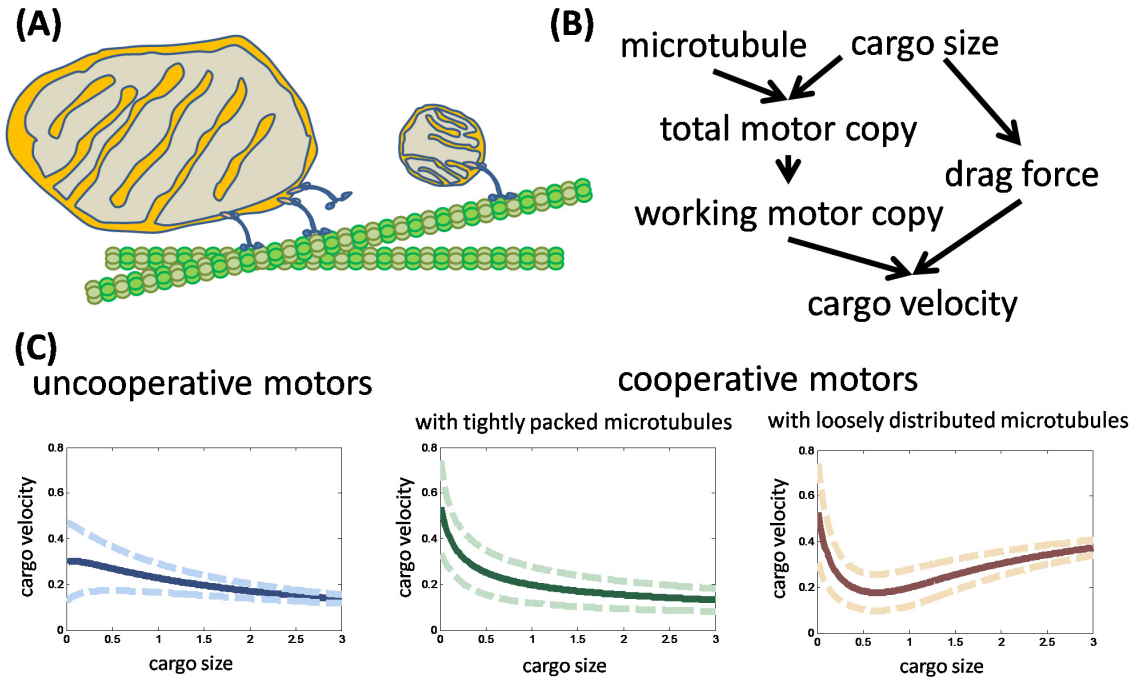 (A)
(B)
microtubule
cargo size
total motor copy
drag force
working motor copy
cargo velocity
(C)
uncooperative motors
cooperative motors
with tightly packed microtubules
with loosely distributed microtubules
0.8
0.6
0.4
0.2
0
0 0.5 1 1.5 2 2.5 3
cargo velocity
cargo size
0.8
0.6
0.4
0.2
0
0 0.5 1 1.5 2 2.5 3
cargo velocity
cargo size
0.8
0.6
0.4
0.2
0
0 0.5 1 1.5 2 2.5 3
cargo velocity
cargo size